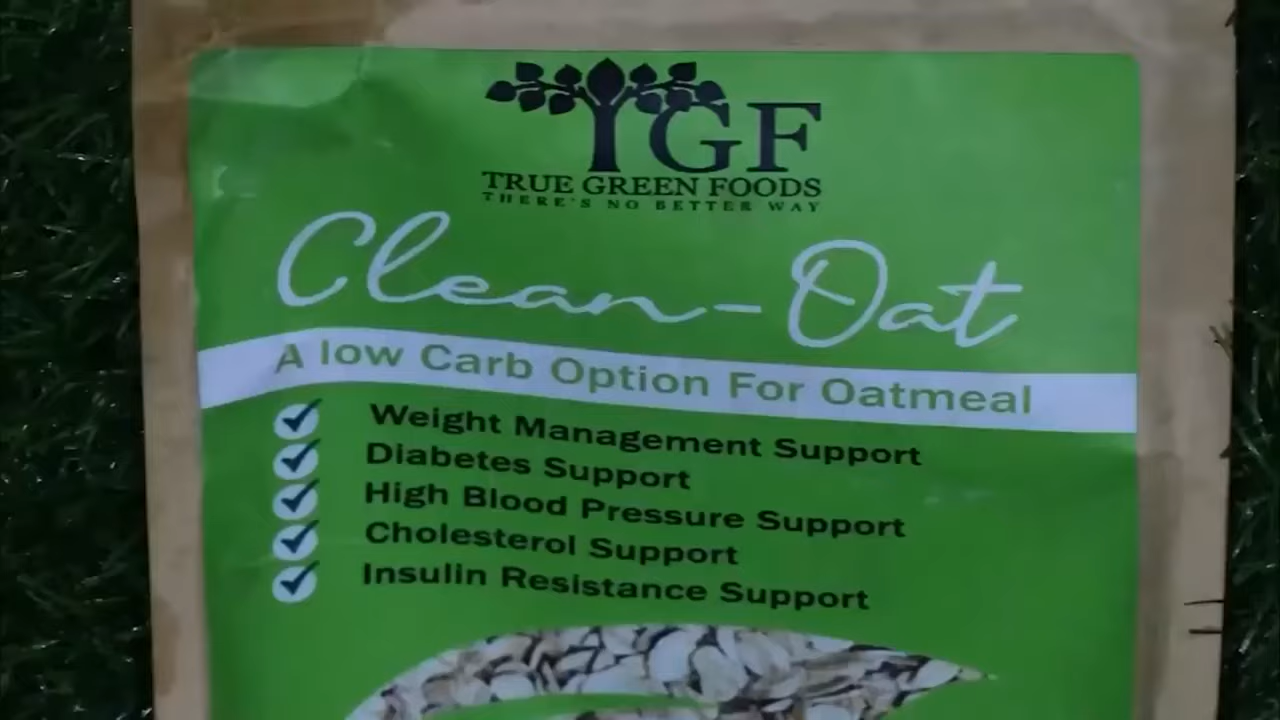 TGF
TRUE GREEN FOODS
THERE'S NO BETTER WAY
Clean-Oat
A low Carb Option For Oatmeal
Weight Management Support
Diabetes Support
High Blood Pressure Support
Cholesterol Support
Insulin Resistance Support